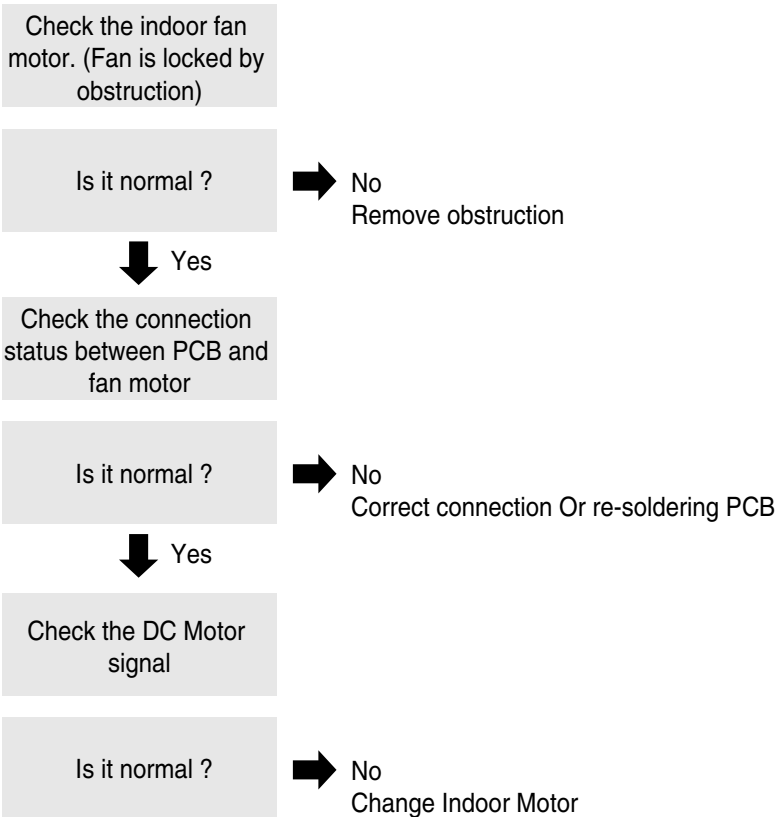 Check the indoor fan
motor. (Fan is locked by
obstruction)
Is it normal ?
No
Remove obstruction
Yes
Check the connection
status between PCB and
fan motor
Is it normal ?
No
Correct connection Or re-soldering PCB
Yes
Check the DC Motor
signal
Is it normal ?
No
Change Indoor Motor